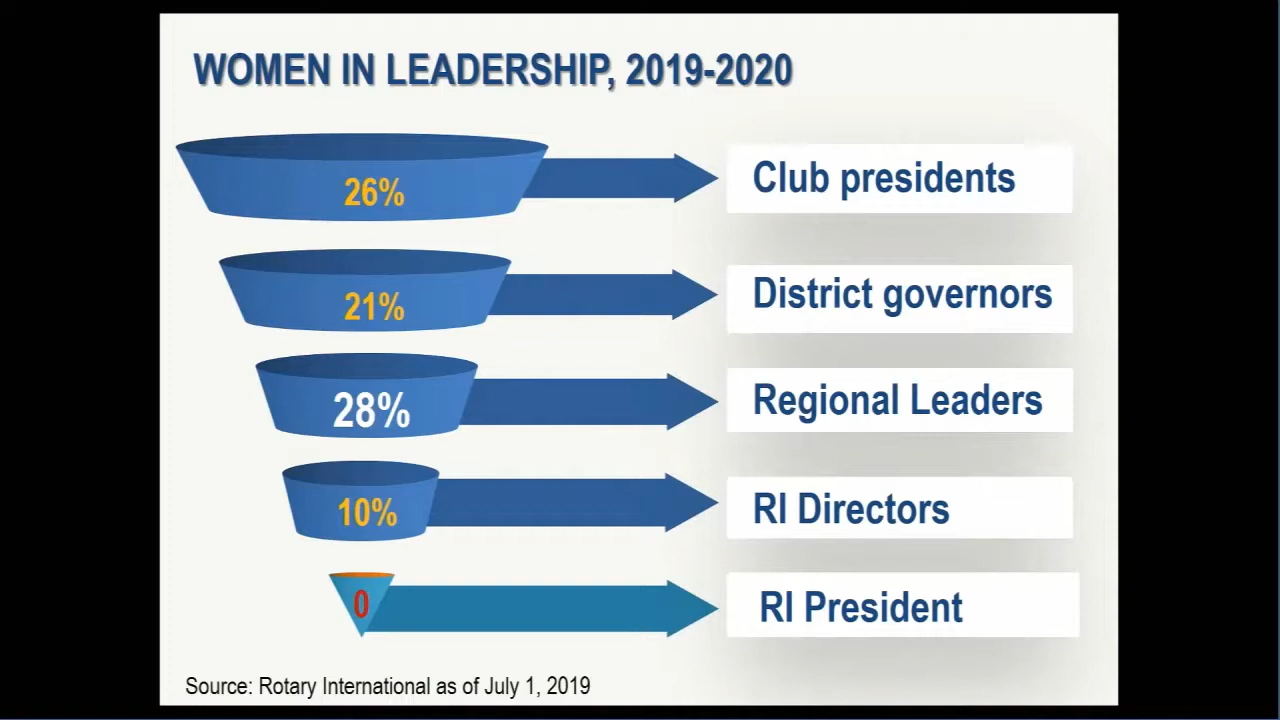 WOMEN IN LEADERSHIP, 2019-2020
26% Club presidents
21% District governors
28% Regional Leaders
10% RI Directors
0 RI President
Source: Rotary International as of July 1, 2019